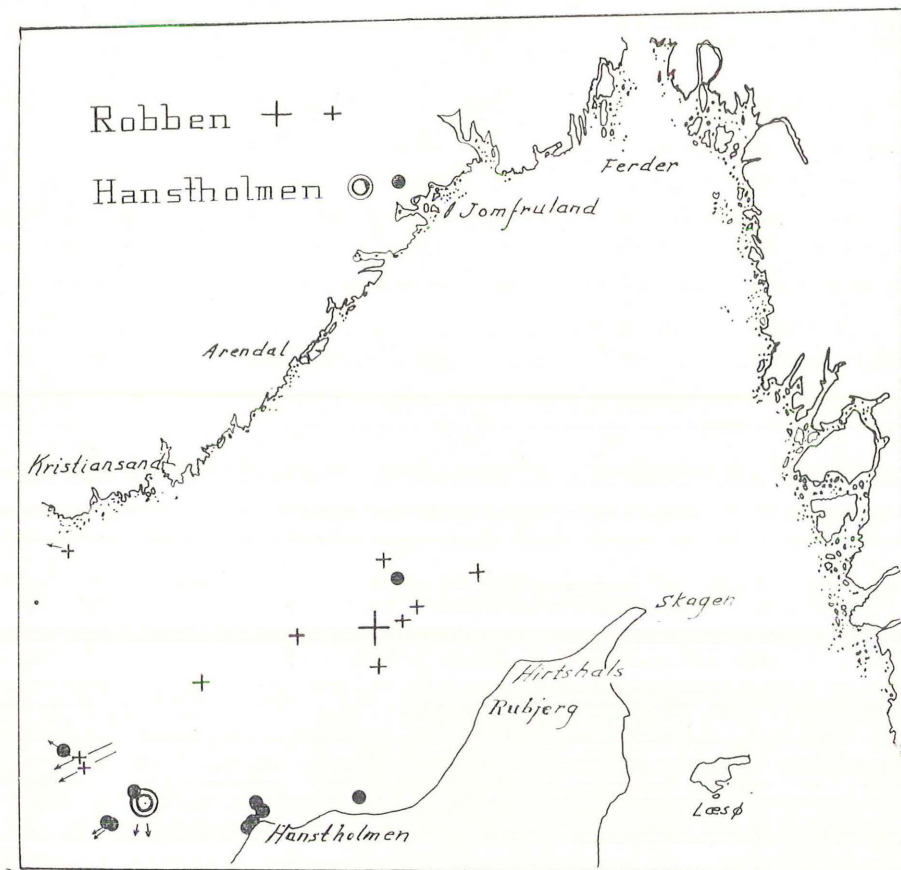 Robben
Hanstholmen
Ferder
Jomfruland
Arendal
Kristiansand
Skagen
Hirtshals
Rubjerg
Læsø
Hanstholmen